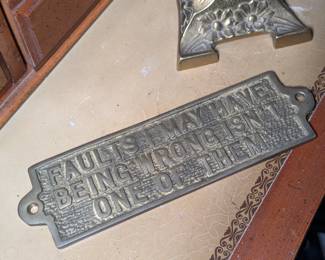 FAULTS I MAY HAVE
BEING WRONG ISN'T
ONE OF THEM